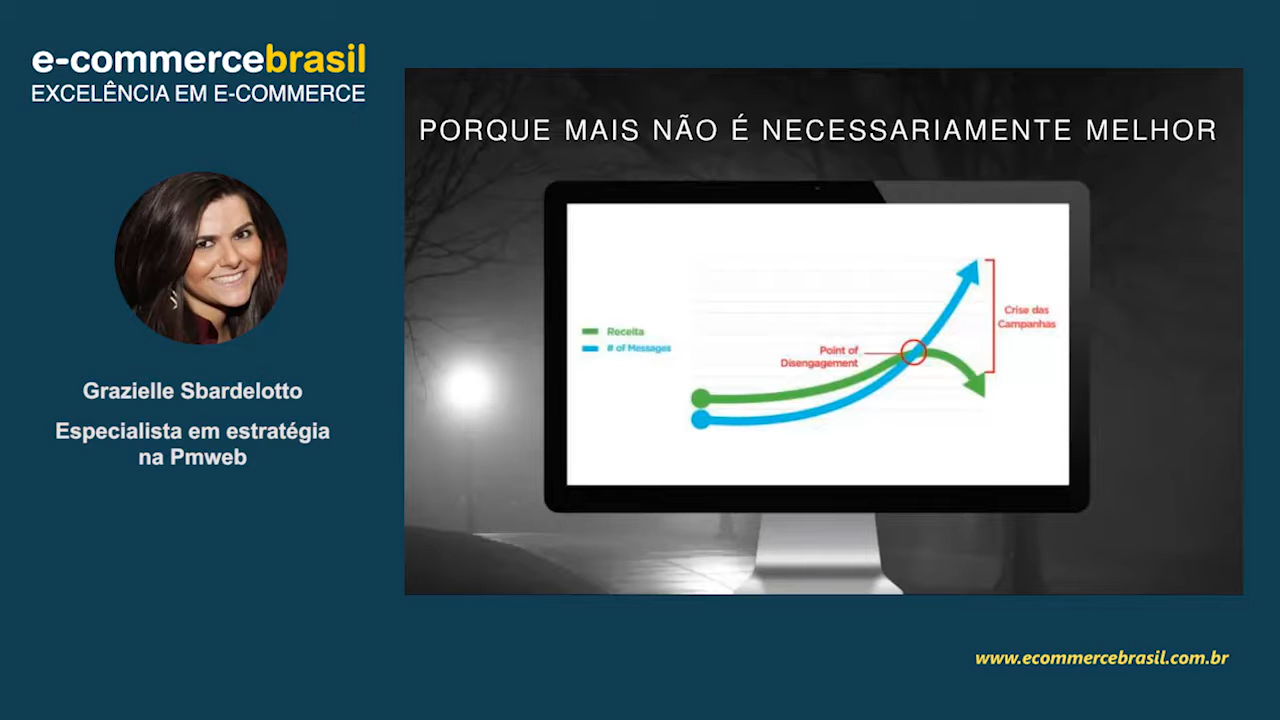 e-commercebrasil
EXCELÊNCIA EM E-COMMERCE
Grazielle Sbardelotto
Especialista em estratégia
na Pmweb
PORQUE MAIS NÃO É NECESSARIAMENTE MELHOR
Receita
# of Messages
Point of
Disengagement
Crise das
Campanhas
www.ecommercebrasil.com.br